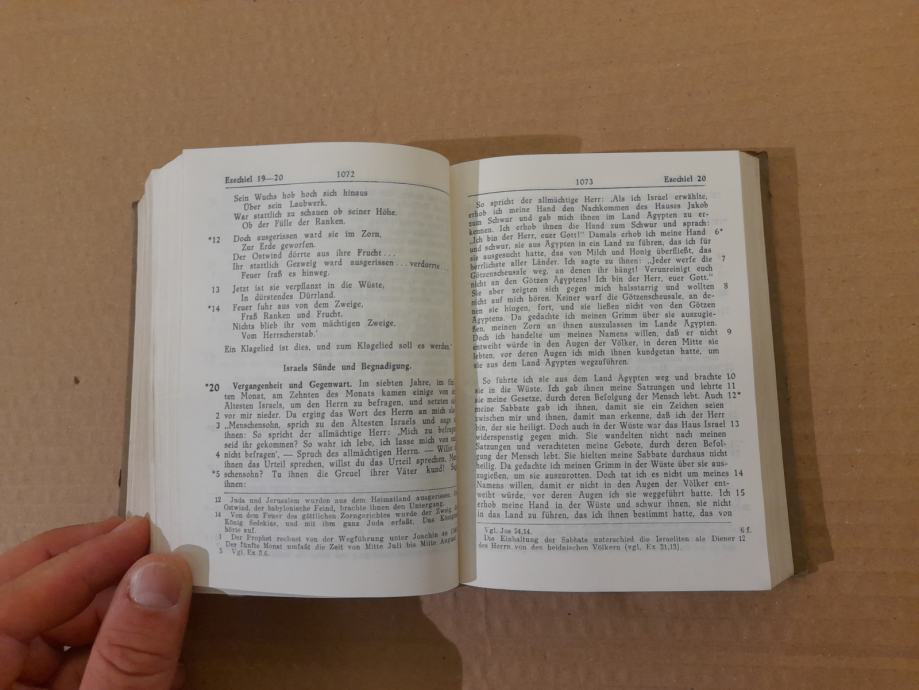 Ezechiel 19—20 1072
Sein Wuchs hob hoch sich hinaus
Über sein Laubwerk.
War stattlich zu schauen ob seiner Höhe.
Ob der Fülle der Ranken.
*12 Doch ausgerissen ward sie im Zorn,
Zur Erde geworfen.
Der Ostwind dörrte aus ihre Frucht...
Ihr stattlich Gezweig ward ausgerissen...verdorrte...
Feuer fraß es hinweg.
13 Jetzt ist sie verpflanzt in die Wüste,
In dürstendes Dürrland.
*14 Feuer fuhr aus von dem Zweige,
Fraß Ranken und Frucht.
Nichts blieb ihr vom mächtigen Zweige,
Vom Herrscherstab.'
Ein Klagelied ist dies, und zum Klagelied soll es werden."
Israels Sünde und Begnadigung.
*20 Vergangenheit und Gegenwart. Im siebten Jahre, im fünf
ten Monat, am Zehnten des Monats kamen einige von
Ältesten Israels, um den Herrn zu befragen, und setzten
2 vor mir nieder. Da erging das Wort des Herrn an mich
3 „Menschensohn, sprich zu den Ältesten Israels und sage
ihnen: So spricht der allmächtige Herr: ‚Mich zu befragen
seid ihr gekommen? So wahr ich lebe, ich lasse mich von
4 nicht befragen', — Spruch des allmächtigen Herrn. — Willst
ihnen das Urteil sprechen, willst du das Urteil sprechen,
*5 schensohn? Tu ihnen die Greuel ihrer Väter kund!
ihnen:
12 Juda und Jerusalem wurden aus dem Heimatland ausgerissen.
Ostwind, der babylonische Feind, brachte ihnen den Untergang.
14 Von dem Feuer des göttlichen Zorngerichtes wurde der Zweig,
König Sedekias, und mit ihm ganz Juda erfaßt. Das
hörte auf.
1 Der Prophet rechnet von der Wegführung unter Jojachin an
Der fünfte Monat umfaßt die Zeit von Mitte Juli bis Mitte August
5 Vgl. Ex 6,6.
1073 Ezechiel 20
So spricht der allmächtige Herr: ‚Als ich Israel erwählte,
erhob ich meine Hand den Nachkommen des Hauses Jakob
zum Schwur und gab mich ihnen im Land Ägypten zu er-
kennen. Ich erhob ihnen die Hand zum Schwur und sprach:
„Ich bin der Herr, euer Gott!" Damals erhob ich meine Hand 6*
und schwur, sie aus Ägypten in ein Land zu führen, das ich für
sie ausgesucht hatte, das von Milch und Honig überfließt, das
herrlichste aller Länder. Ich sagte zu ihnen: „Jeder werfe die 7
Götzenscheusale weg, an denen ihr hängt! Verunreinigt euch
nicht an den Götzen Ägyptens! Ich bin der Herr, euer Gott."
Sie aber zeigten sich gegen mich halsstarrig und wollten 8
nicht auf mich hören. Keiner warf die Götzenscheusale, an de-
nen sie hingen, fort, und sie ließen nicht von den Götzen
Ägyptens. Da gedachte ich meinen Grimm über sie auszugie-
ßen, meinen Zorn an ihnen auszulassen im Lande Ägypten.
Doch ich handelte um meines Namens willen, daß er nicht 9
entweiht würde in den Augen der Völker, in deren Mitte sie
lebten, vor deren Augen ich mich ihnen kundgetan hatte, um
sie aus dem Land Ägypten wegzuführen.
So führte ich sie aus dem Land Ägypten weg und brachte 10
sie in die Wüste. Ich gab ihnen meine Satzungen und lehrte 11
sie meine Gesetze, durch deren Befolgung der Mensch lebt. Auch 12*
meine Sabbate gab ich ihnen, damit sie ein Zeichen seien
zwischen mir und ihnen, damit man erkenne, daß ich der Herr
bin, der sie heiligt. Doch auch in der Wüste war das Haus Israel 13
widerspenstig gegen mich. Sie wandelten nicht nach meinen
Satzungen und verachteten meine Gebote, durch deren Befol-
gung der Mensch lebt. Sie hielten meine Sabbate durchaus nicht
heilig. Da gedachte ich meinen Grimm in der Wüste über sie aus-
zugießen, um sie auszurotten. Doch tat ich es nicht um meines 14
Namens willen, damit er nicht in den Augen der Völker ent-
weiht würde, vor deren Augen ich sie weggeführt hatte. Ich 15
erhob meine Hand in der Wüste und schwur ihnen, sie nicht
in das Land zu führen, das ich ihnen bestimmt hatte, das von
Vgl. Jos 24,14. 6 f.
Die Einhaltung der Sabbate unterschied die Israeliten als Diener 12
des Herrn von den heidnischen Völkern (vgl. Ex 31,13).